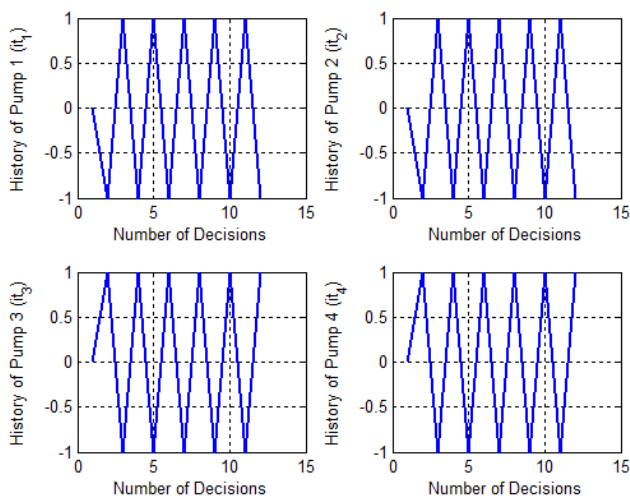 History of Pump 1 (it1)
1
0.5
0
-0.5
-1
0 5 10 15
Number of Decisions
History of Pump 2 (it2)
1
0.5
0
-0.5
-1
0 5 10 15
Number of Decisions
History of Pump 3 (it3)
1
0.5
0
-0.5
-1
0 5 10 15
Number of Decisions
History of Pump 4 (it4)
1
0.5
0
-0.5
-1
0 5 10 15
Number of Decisions